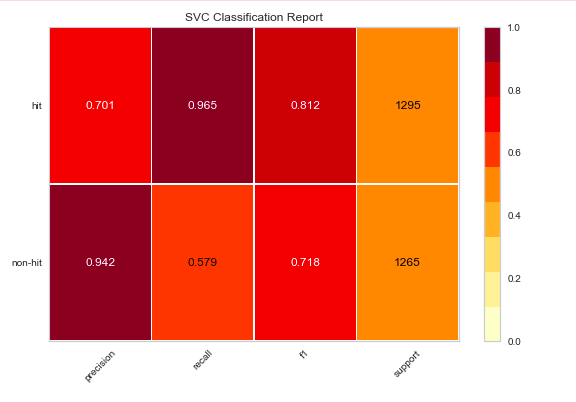 SVC Classification Report
hit
0.701
0.965
0.812
1295
non-hit
0.942
0.579
0.718
1265
precision
recall
f1
support
1.0
0.8
0.6
0.4
0.2
0.0